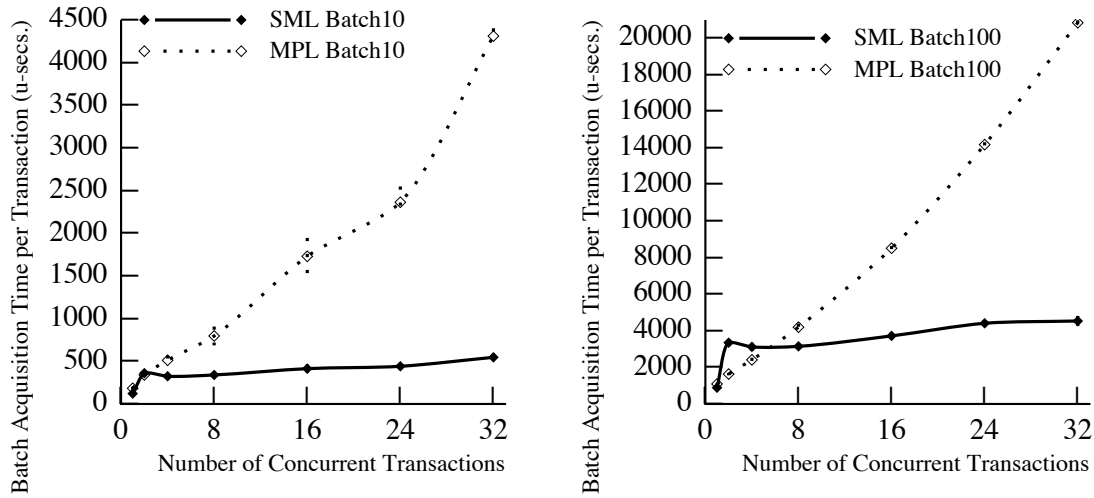 Batch Acquisition Time per Transaction (u-secs.)
4500
4000
3500
3000
2500
2000
1500
1000
500
0
0 8 16 24 32
Number of Concurrent Transactions
SML Batch10
MPL Batch10
Batch Acquisition Time per Transaction (u-secs.)
20000
18000
16000
14000
12000
10000
8000
6000
4000
2000
0
0 8 16 24 32
Number of Concurrent Transactions
SML Batch100
MPL Batch100